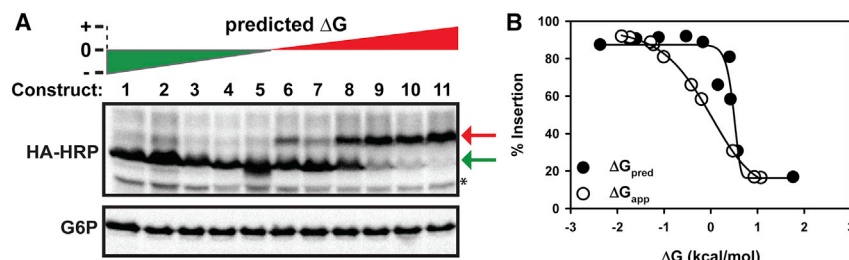 A
predicted ΔG
+
0
-
Construct: 1 2 3 4 5 6 7 8 9 10 11
HA-HRP
*
G6P
B
% Insertion
100
80
60
40
20
0
ΔGpred
ΔGapp
-3 -2 -1 0 1 2 3
ΔG (kcal/mol)